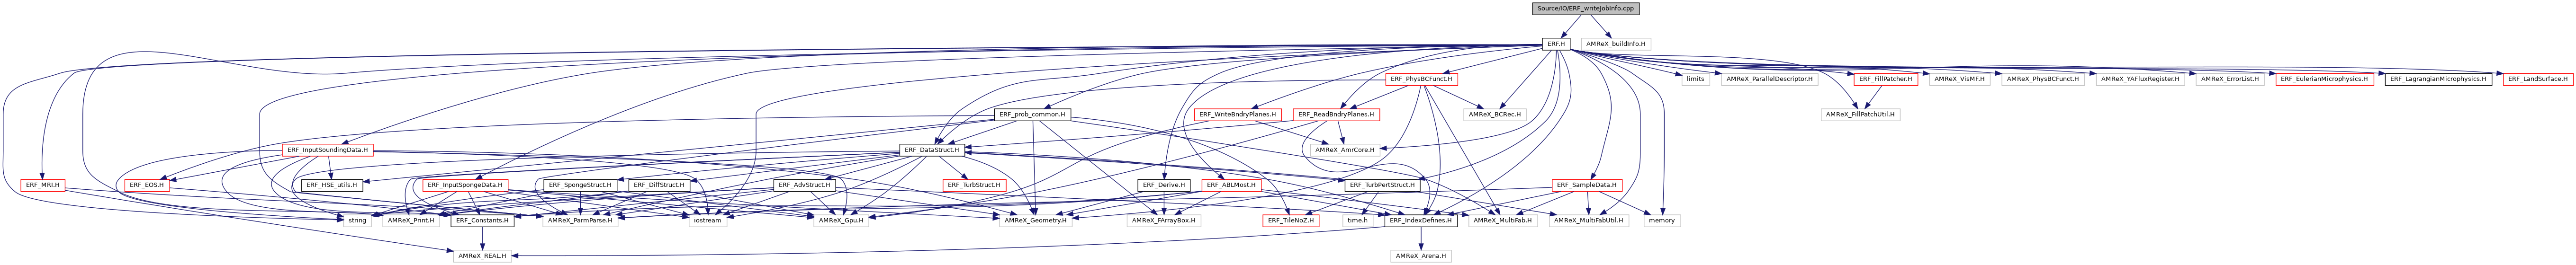 Source/IO/ERF_writeJobInfo.cpp
ERF.H
AMReX_buildInfo.H
ERF_PhysBCFunct.H
limits
AMReX_ParallelDescriptor.H
ERF_FillPatcher.H
AMReX_VisMF.H
AMReX_PhysBCFunct.H
AMReX_YAFluxRegister.H
AMReX_ErrorList.H
ERF_EulerianMicrophysics.H
ERF_LagrangianMicrophysics.H
ERF_LandSurface.H
ERF_prob_common.H
ERF_WriteBndryPlanes.H
ERF_ReadBndryPlanes.H
AMReX_BCRec.H
AMReX_FillPatchUtil.H
ERF_InputSoundingData.H
ERF_DataStruct.H
AMReX_AmrCore.H
ERF_MRI.H
ERF_EOS.H
ERF_HSE_utils.H
ERF_InputSpongeData.H
ERF_SpongeStruct.H
ERF_DiffStruct.H
ERF_AdvStruct.H
ERF_TurbStruct.H
ERF_Derive.H
ERF_ABLMost.H
ERF_TurbPertStruct.H
ERF_SampleData.H
string
AMReX_Print.H
ERF_Constants.H
AMReX_ParmParse.H
iostream
AMReX_Gpu.H
AMReX_Geometry.H
AMReX_FArrayBox.H
ERF_TileNoZ.H
time.h
ERF_IndexDefines.H
AMReX_MultiFab.H
AMReX_MultiFabUtil.H
memory
AMReX_REAL.H
AMReX_Arena.H